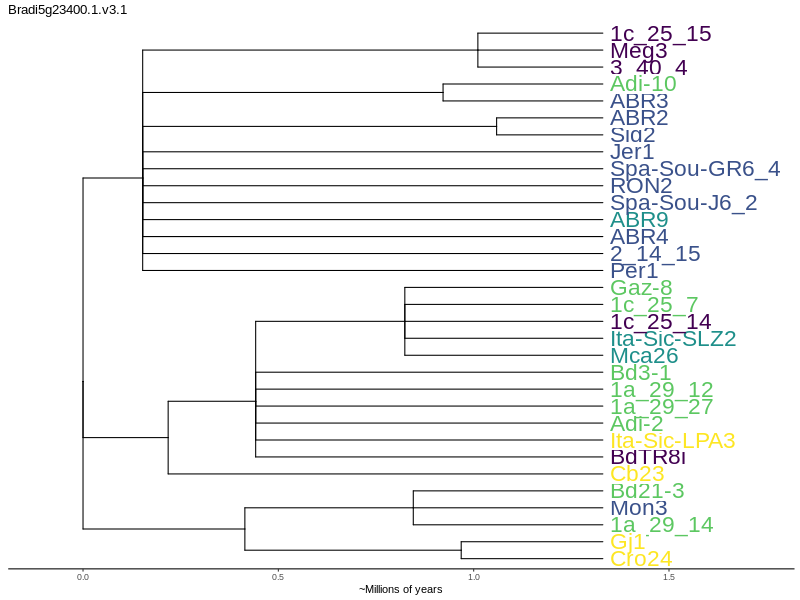 Bradi5g23400.1.v3.1
1c_25_15
Meg3
3_40_4
Adi-10
ABR3
ABR2
Sig2
Jer1
Spa-Sou-GR6_4
RON2
Spa-Sou-J6_2
ABR9
ABR4
2_14_15
Per1
Gaz-8
1c_25_7
1c_25_14
Ita-Sic-SLZ2
Mca26
Bd3-1
1a_29_12
1a_29_27
Adi-2
Ita-Sic-LPA3
BdTR8i
Cb23
Bd21-3
Mon3
1a_29_14
Gj1
Cro24
0.0 0.5 1.0 1.5
~Millions of years